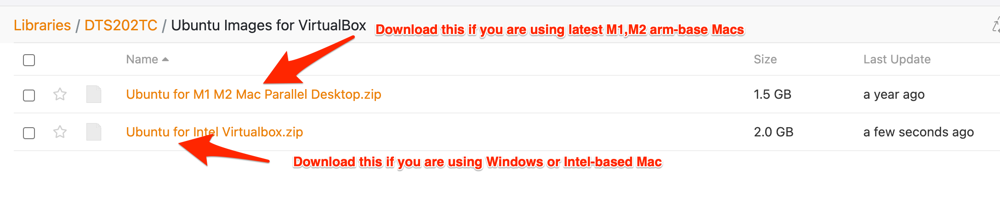 Libraries / DTS202TC / Ubuntu Images for VirtualBox
Download this if you are using latest M1,M2 arm-base Macs
Name Size Last Update
Ubuntu for M1 M2 Mac Parallel Desktop.zip 1.5 GB a year ago
Ubuntu for Intel Virtualbox.zip 2.0 GB a few seconds ago
Download this if you are using Windows or Intel-based Mac